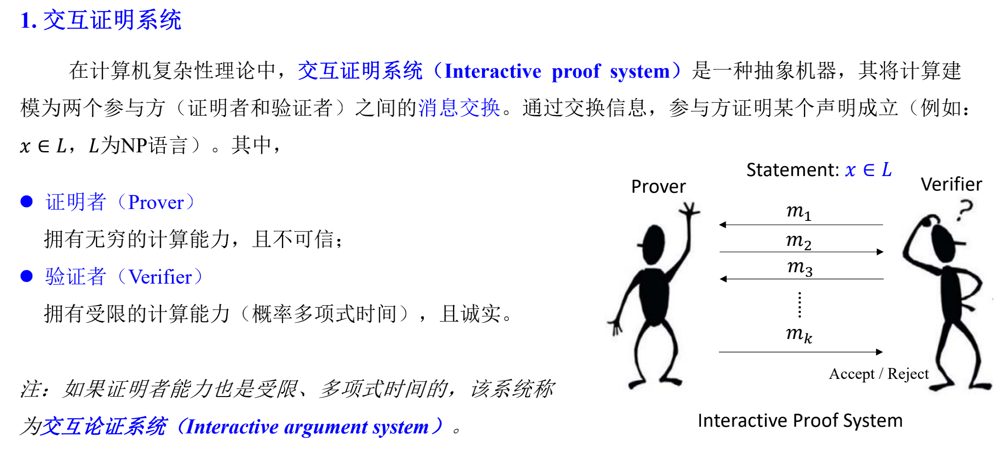 1. 交互证明系统
在计算机复杂性理论中，交互证明系统（Interactive proof system）是一种抽象机器，其将计算建
模为两个参与方（证明者和验证者）之间的消息交换。通过交换信息，参与方证明某个声明成立（例如：
x ∈ L，L为NP语言）。其中，
● 证明者（Prover）
拥有无穷的计算能力，且不可信；
● 验证者（Verifier）
拥有受限的计算能力（概率多项式时间），且诚实。
注：如果证明者能力也是受限、多项式时间的，该系统称
为交互论证系统（Interactive argument system）。
Statement: x ∈ L
Prover
Verifier
?
m₁
m₂
m₃
⋮
mₖ
Accept / Reject
Interactive Proof System